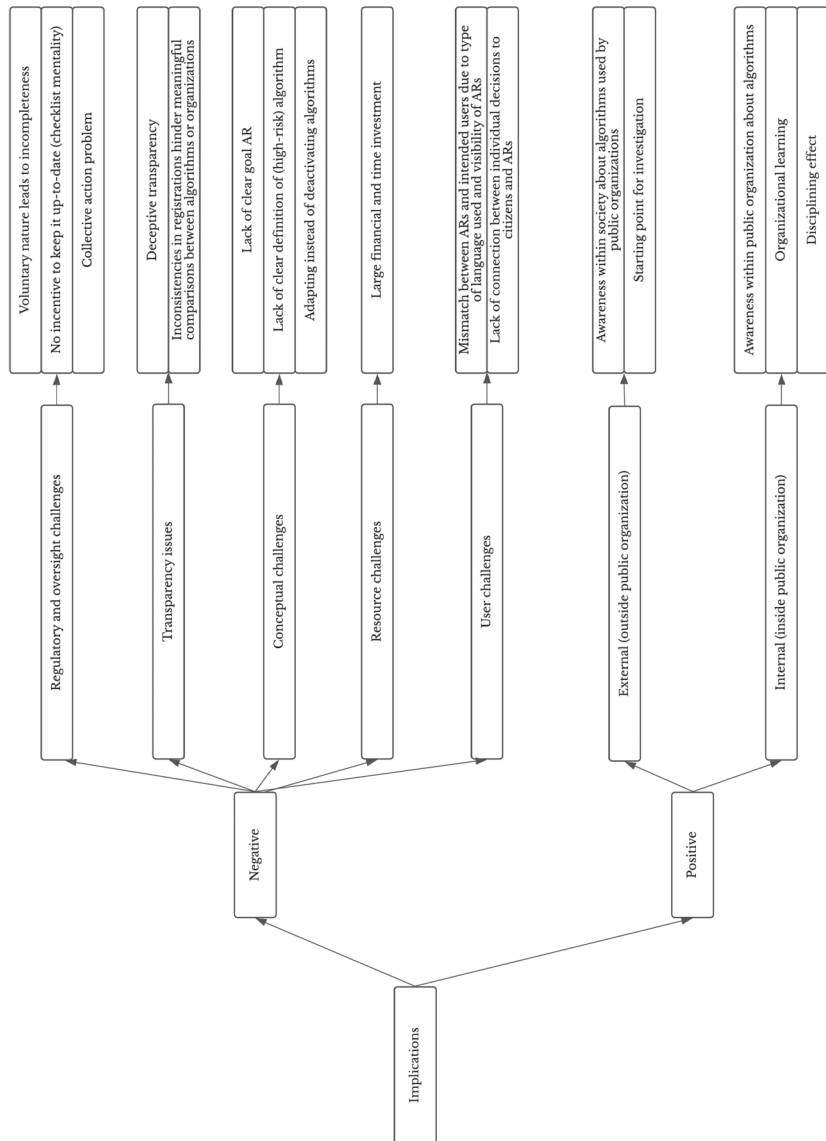 Implications
Negative
Positive
Regulatory and oversight challenges
Transparency issues
Conceptual challenges
Resource challenges
User challenges
External (outside public organization)
Internal (inside public organization)
Voluntary nature leads to incompleteness
No incentive to keep it up-to-date (checklist mentality)
Collective action problem
Deceptive transparency
Inconsistencies in registrations hinder meaningful
comparisons between algorithms or organizations
Lack of clear goal AR
Lack of clear definition of (high-risk) algorithm
Adapting instead of deactivating algorithms
Large financial and time investment
Mismatch between ARs and intended users due to type
of language used and visibility of ARs
Lack of connection between individual decisions to
citizens and ARs
Awareness within society about algorithms used by
public organizations
Starting point for investigation
Awareness within public organization about algorithms
Organizational learning
Disciplining effect